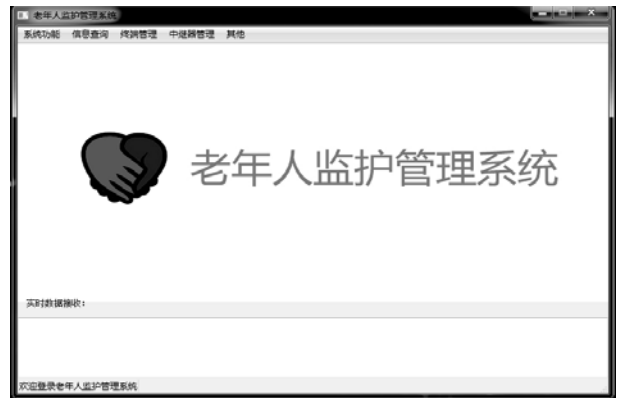 老年人监护管理系统
系统功能 信息查询 终端管理 中继器管理 其他
老年人监护管理系统
实时数据接收：
欢迎登录老年人监护管理系统